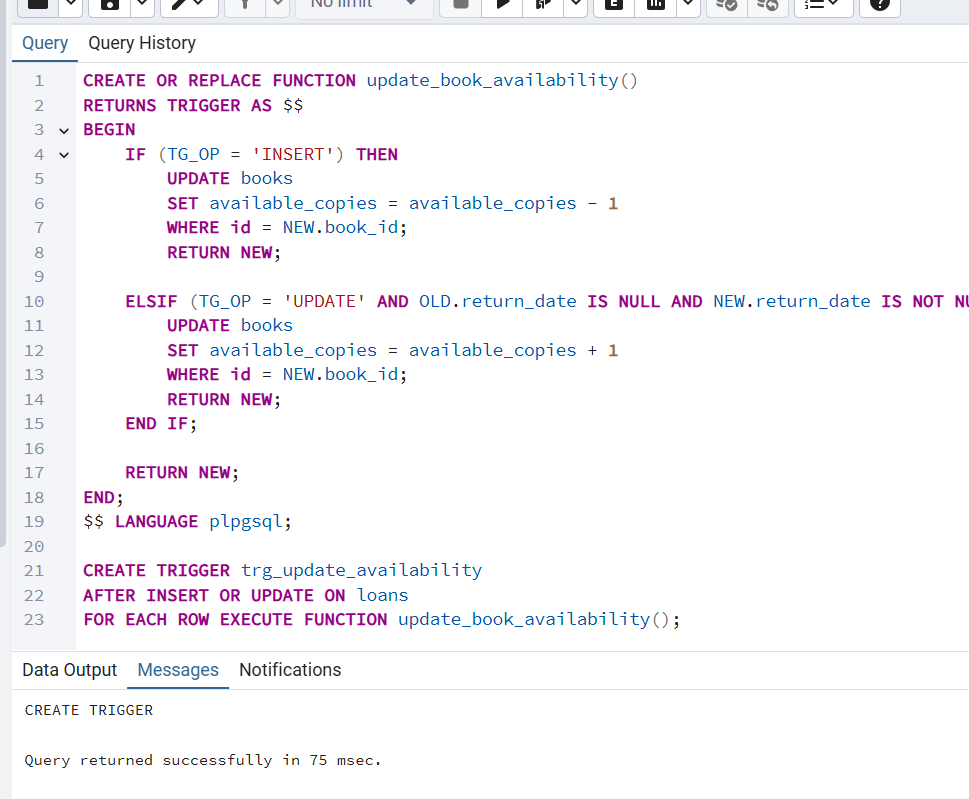 No limit
Query Query History
1 CREATE OR REPLACE FUNCTION update_book_availability()
2 RETURNS TRIGGER AS $$
3 BEGIN
4 IF (TG_OP = 'INSERT') THEN
5 UPDATE books
6 SET available_copies = available_copies - 1
7 WHERE id = NEW.book_id;
8 RETURN NEW;
9
10 ELSIF (TG_OP = 'UPDATE' AND OLD.return_date IS NULL AND NEW.return_date IS NOT NU
11 UPDATE books
12 SET available_copies = available_copies + 1
13 WHERE id = NEW.book_id;
14 RETURN NEW;
15 END IF;
16
17 RETURN NEW;
18 END;
19 $$ LANGUAGE plpgsql;
20
21 CREATE TRIGGER trg_update_availability
22 AFTER INSERT OR UPDATE ON loans
23 FOR EACH ROW EXECUTE FUNCTION update_book_availability();
Data Output Messages Notifications
CREATE TRIGGER
Query returned successfully in 75 msec.